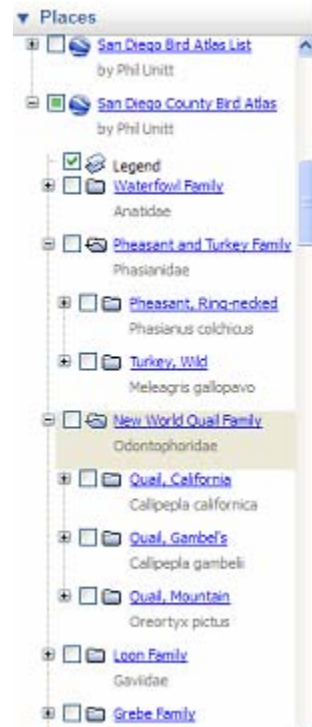 Places
San Diego Bird Atlas List
by Phil Unitt
San Diego County Bird Atlas
by Phil Unitt
Legend
Waterfowl Family
Anatidae
Pheasant and Turkey Family
Phasianidae
Pheasant, Ring-necked
Phasianus colchicus
Turkey, Wild
Meleagris gallopavo
New World Quail Family
Odontophoridae
Quail, California
Callipepla californica
Quail, Gambel's
Callipepla gambelii
Quail, Mountain
Oreortyx pictus
Loon Family
Gaviidae
Grebe Family